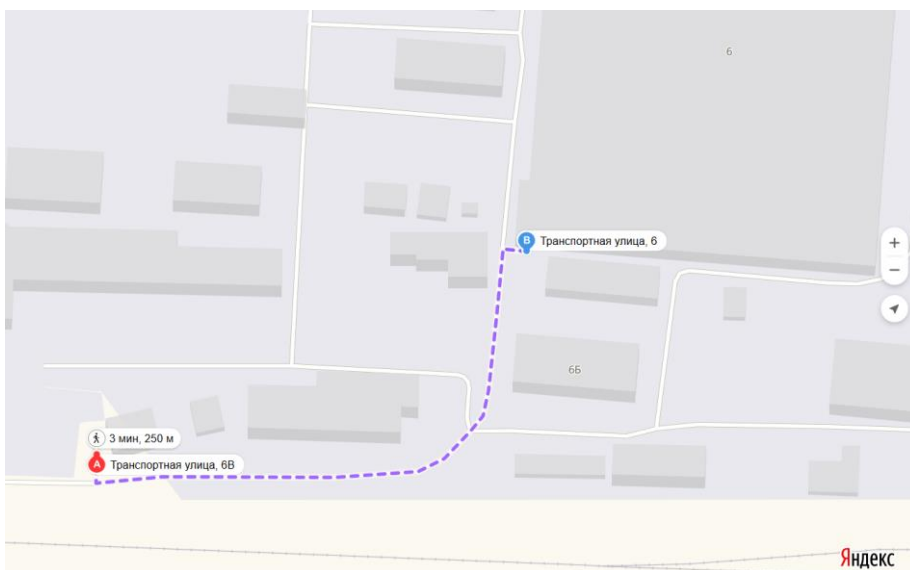 6
B Транспортная улица, 6
+
−
6Б
3 мин, 250 м
A Транспортная улица, 6В
Яндекс